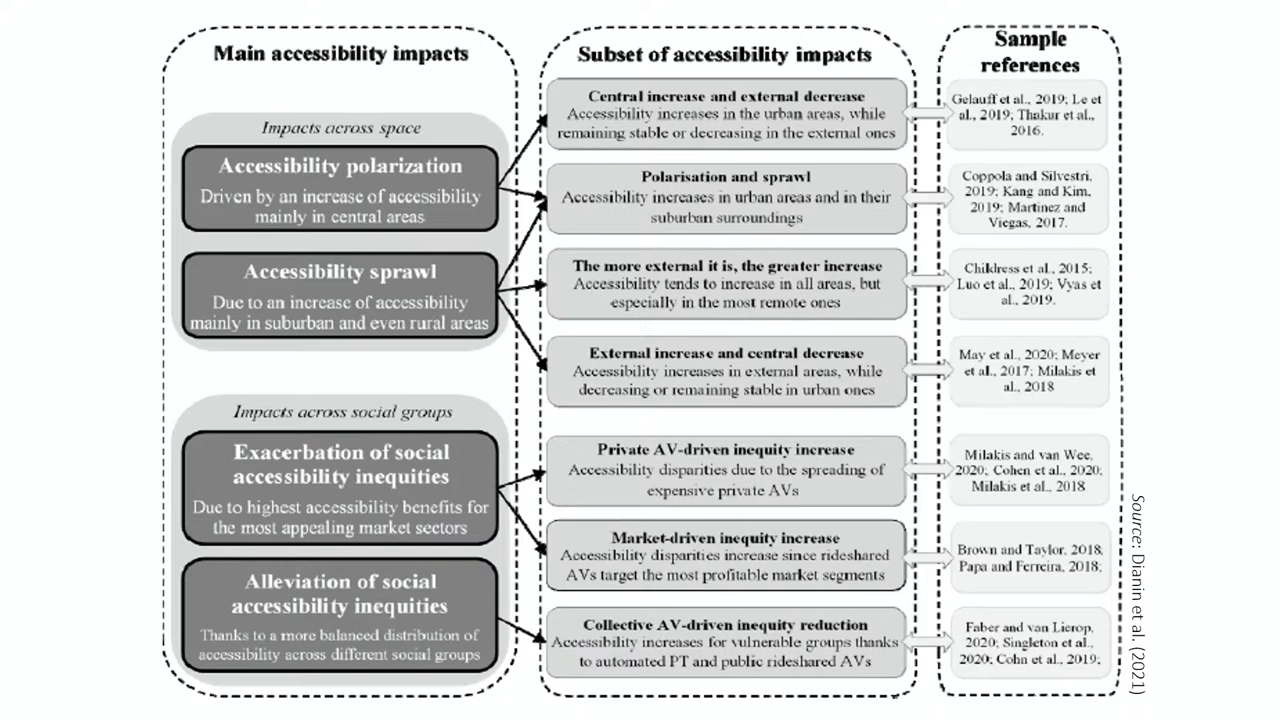 Main accessibility impacts
Impacts across space
Accessibility polarization
Driven by an increase of accessibility
mainly in central areas
Accessibility sprawl
Due to an increase of accessibility
mainly in suburban and even rural areas
Impacts across social groups
Exacerbation of social
accessibility inequities
Due to highest accessibility benefits for
the most appealing market sectors
Alleviation of social
accessibility inequities
Thanks to a more balanced distribution of
accessibility across different social groups
Subset of accessibility impacts
Central increase and external decrease
Accessibility increases in the urban areas, while
remaining stable or decreasing in the external ones
Polarisation and sprawl
Accessibility increases in urban areas and in their
suburban surroundings
The more external it is, the greater increase
Accessibility tends to increase in all areas, but
especially in the most remote ones
External increase and central decrease
Accessibility increases in external areas, while
decreasing or remaining stable in urban ones
Private AV-driven inequity increase
Accessibility disparities due to the spreading of
expensive private AVs
Market-driven inequity increase
Accessibility disparities increase since rideshared
AVs target the most profitable market segments
Collective AV-driven inequity reduction
Accessibility increases for vulnerable groups thanks
to automated PT and public rideshared AVs
Sample
references
Gelauff et al., 2019; Le et
al., 2019; Thakur et al.,
2016.
Coppola and Silvestri,
2019; Kang and Kim,
2019; Martinez and
Viegas, 2017.
Childress et al., 2015;
Luo et al., 2019; Vyas et
al., 2019.
May et al., 2020; Meyer
et al., 2017; Milakis et
al., 2018
Milakis and van Wee,
2020; Cohen et al., 2020;
Milakis et al., 2018
Brown and Taylor, 2018;
Papa and Ferreira, 2018;
Faber and van Lierop,
2020; Singleton et al.,
2020; Cohn et al., 2019;
Source: Dianin et al. (2021)